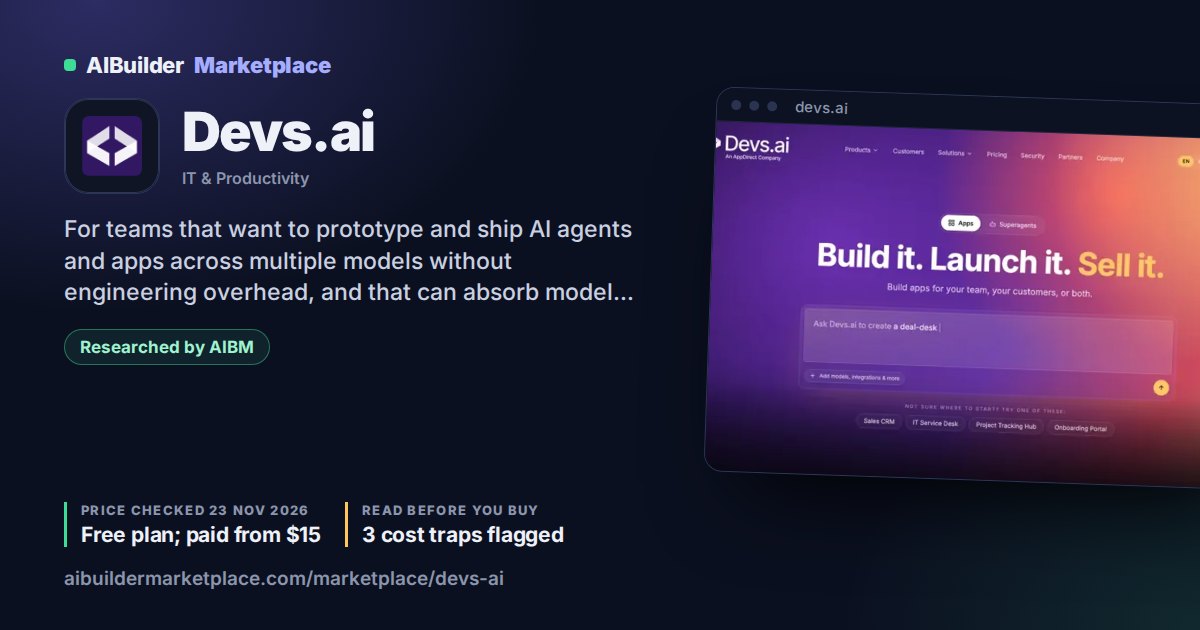 AIBuilder Marketplace
Devs.ai
IT & Productivity
For teams that want to prototype and ship AI agents
and apps across multiple models without
engineering overhead, and that can absorb model...
Researched by AIBM
PRICE CHECKED 23 NOV 2026
Free plan; paid from $15
READ BEFORE YOU BUY
3 cost traps flagged
aibuildermarketplace.com/marketplace/devs-ai
devs.ai
Devs.ai
An AppDirect Company
Products Customers Solutions Pricing Security Partners Company
EN
Apps Superagents
Build it. Launch it. Sell it.
Build apps for your team, your customers, or both.
Ask Devs.ai to create a deal-desk
+ Add models, integrations & more
NOT SURE WHERE TO START? TRY ONE OF THESE:
Sales CRM IT Service Desk Project Tracking Hub Onboarding Portal